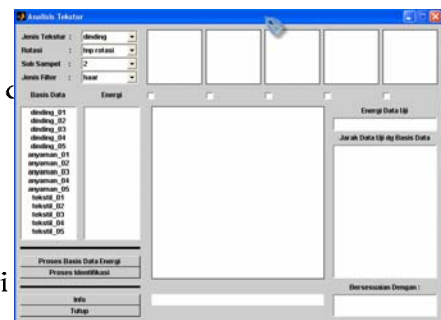 Analisis Tekstur
Jenis Tekstur : dinding
Rotasi : tnp rotasi
Sub Sampel : 2
Jenis Filter : haar
Basis Data Energi
dinding_01
dinding_02
dinding_03
dinding_04
dinding_05
anyaman_01
anyaman_02
anyaman_03
anyaman_04
anyaman_05
tekstil_01
tekstil_02
tekstil_03
tekstil_04
tekstil_05
Proses Basis Data Energi
Proses Identifikasi
Info
Tutup
Energi Data Uji
Jarak Data Uji dg Basis Data
Bersesuaian Dengan :
i